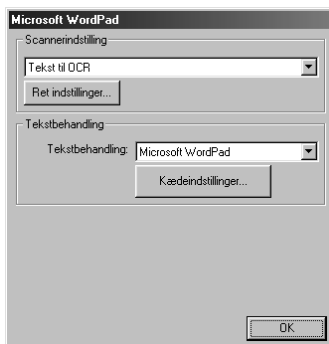 Microsoft WordPad
Scannerindstilling
Tekst til OCR
Ret indstillinger...
Tekstbehandling
Tekstbehandling: Microsoft WordPad
Kædeindstillinger...
OK